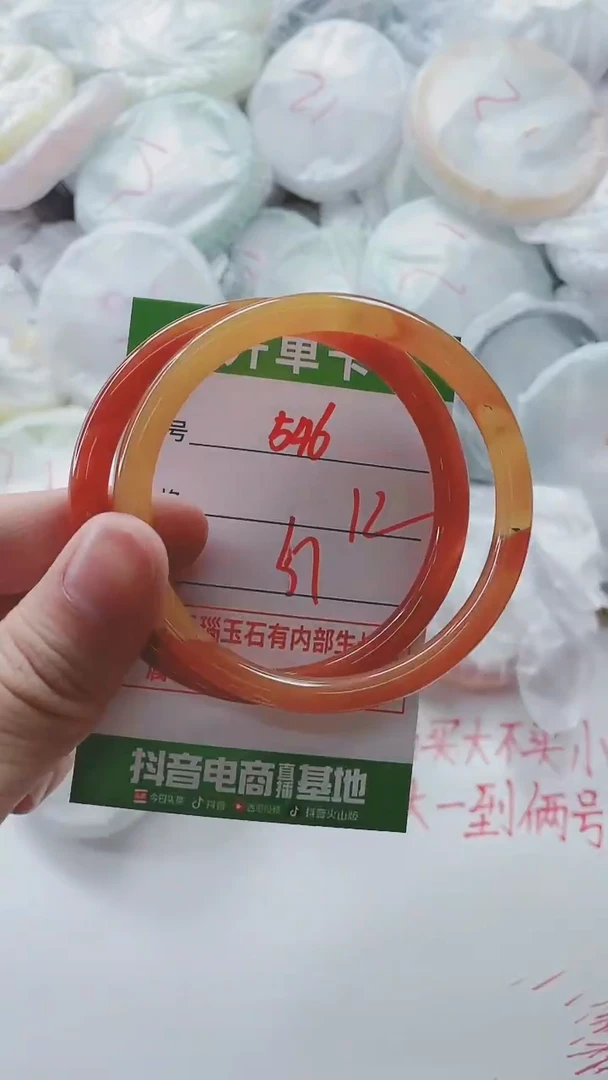 开单卡
号
546
12
57
瑙玉石有内部生
抖音电商直播基地
今日头条 抖音 西瓜视频 抖音火山版
买大不买小
一到俩号